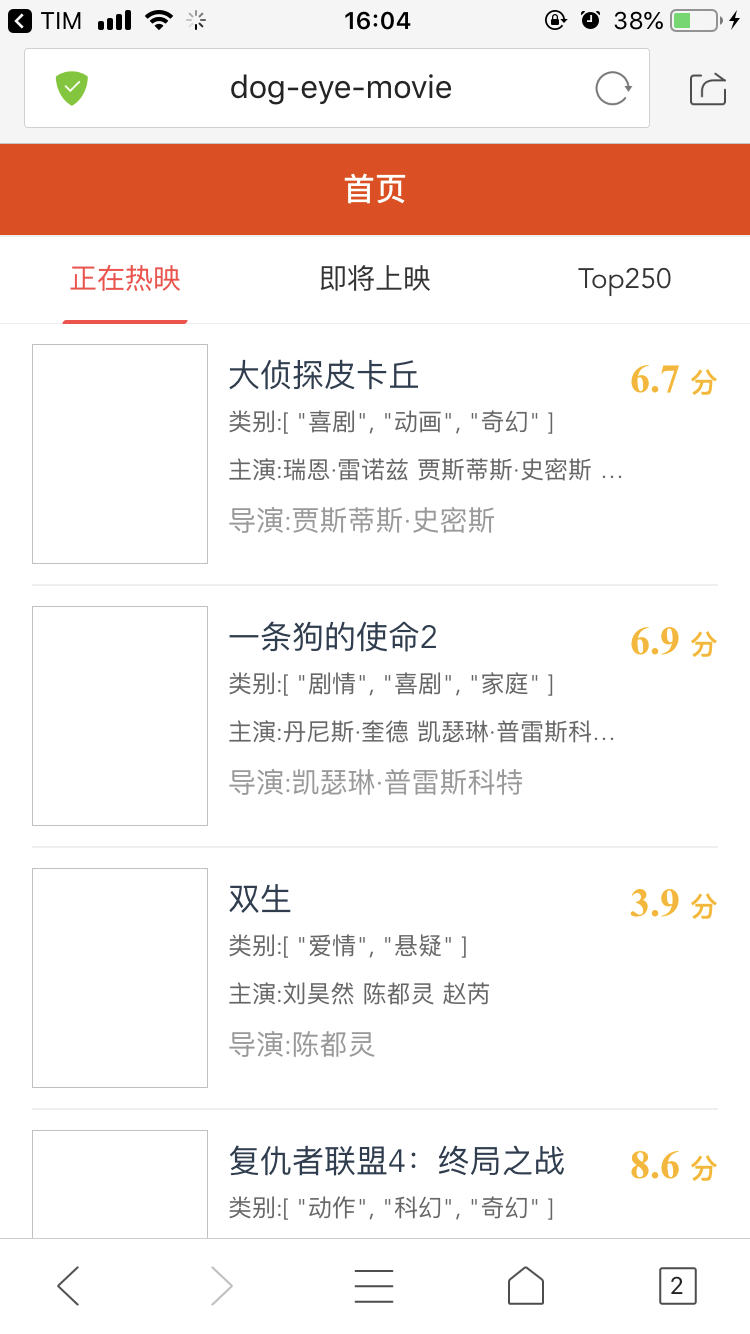 TIM
16:04
38%
dog-eye-movie
首页
正在热映 即将上映 Top250
大侦探皮卡丘
6.7 分
类别:[ "喜剧", "动画", "奇幻" ]
主演:瑞恩·雷诺兹 贾斯蒂斯·史密斯 ...
导演:贾斯蒂斯·史密斯
一条狗的使命2
6.9 分
类别:[ "剧情", "喜剧", "家庭" ]
主演:丹尼斯·奎德 凯瑟琳·普雷斯科...
导演:凯瑟琳·普雷斯科特
双生
3.9 分
类别:[ "爱情", "悬疑" ]
主演:刘昊然 陈都灵 赵芮
导演:陈都灵
复仇者联盟4：终局之战
8.6 分
类别:[ "动作", "科幻", "奇幻" ]
2